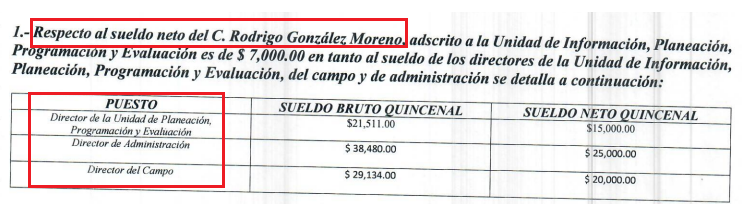 1.- Respecto al sueldo neto del C. Rodrigo González Moreno, adscrito a la Unidad de Información, Planeación,
Programación y Evaluación es de $ 7,000.00 en tanto al sueldo de los directores de la Unidad de Información,
Planeación, Programación y Evaluación, del campo y de administración se detalla a continuación:
PUESTO SUELDO BRUTO QUINCENAL SUELDO NETO QUINCENAL
Director de la Unidad de Planeación,
Programación y Evaluación $21,511.00 $15,000.00
Director de Administración $ 38,480.00 $ 25,000.00
Director del Campo $ 29,134.00 $ 20,000.00